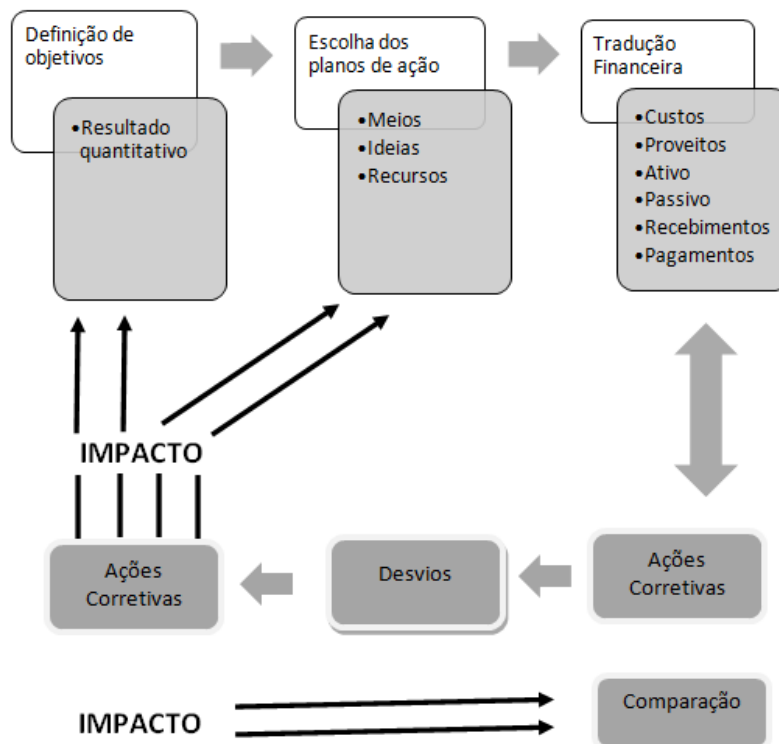 Definição de
objetivos
•Resultado
quantitativo
Escolha dos
planos de ação
•Meios
•Ideias
•Recursos
Tradução
Financeira
•Custos
•Proveitos
•Ativo
•Passivo
•Recebimentos
•Pagamentos
IMPACTO
Ações
Corretivas
Desvios
Ações
Corretivas
IMPACTO
Comparação